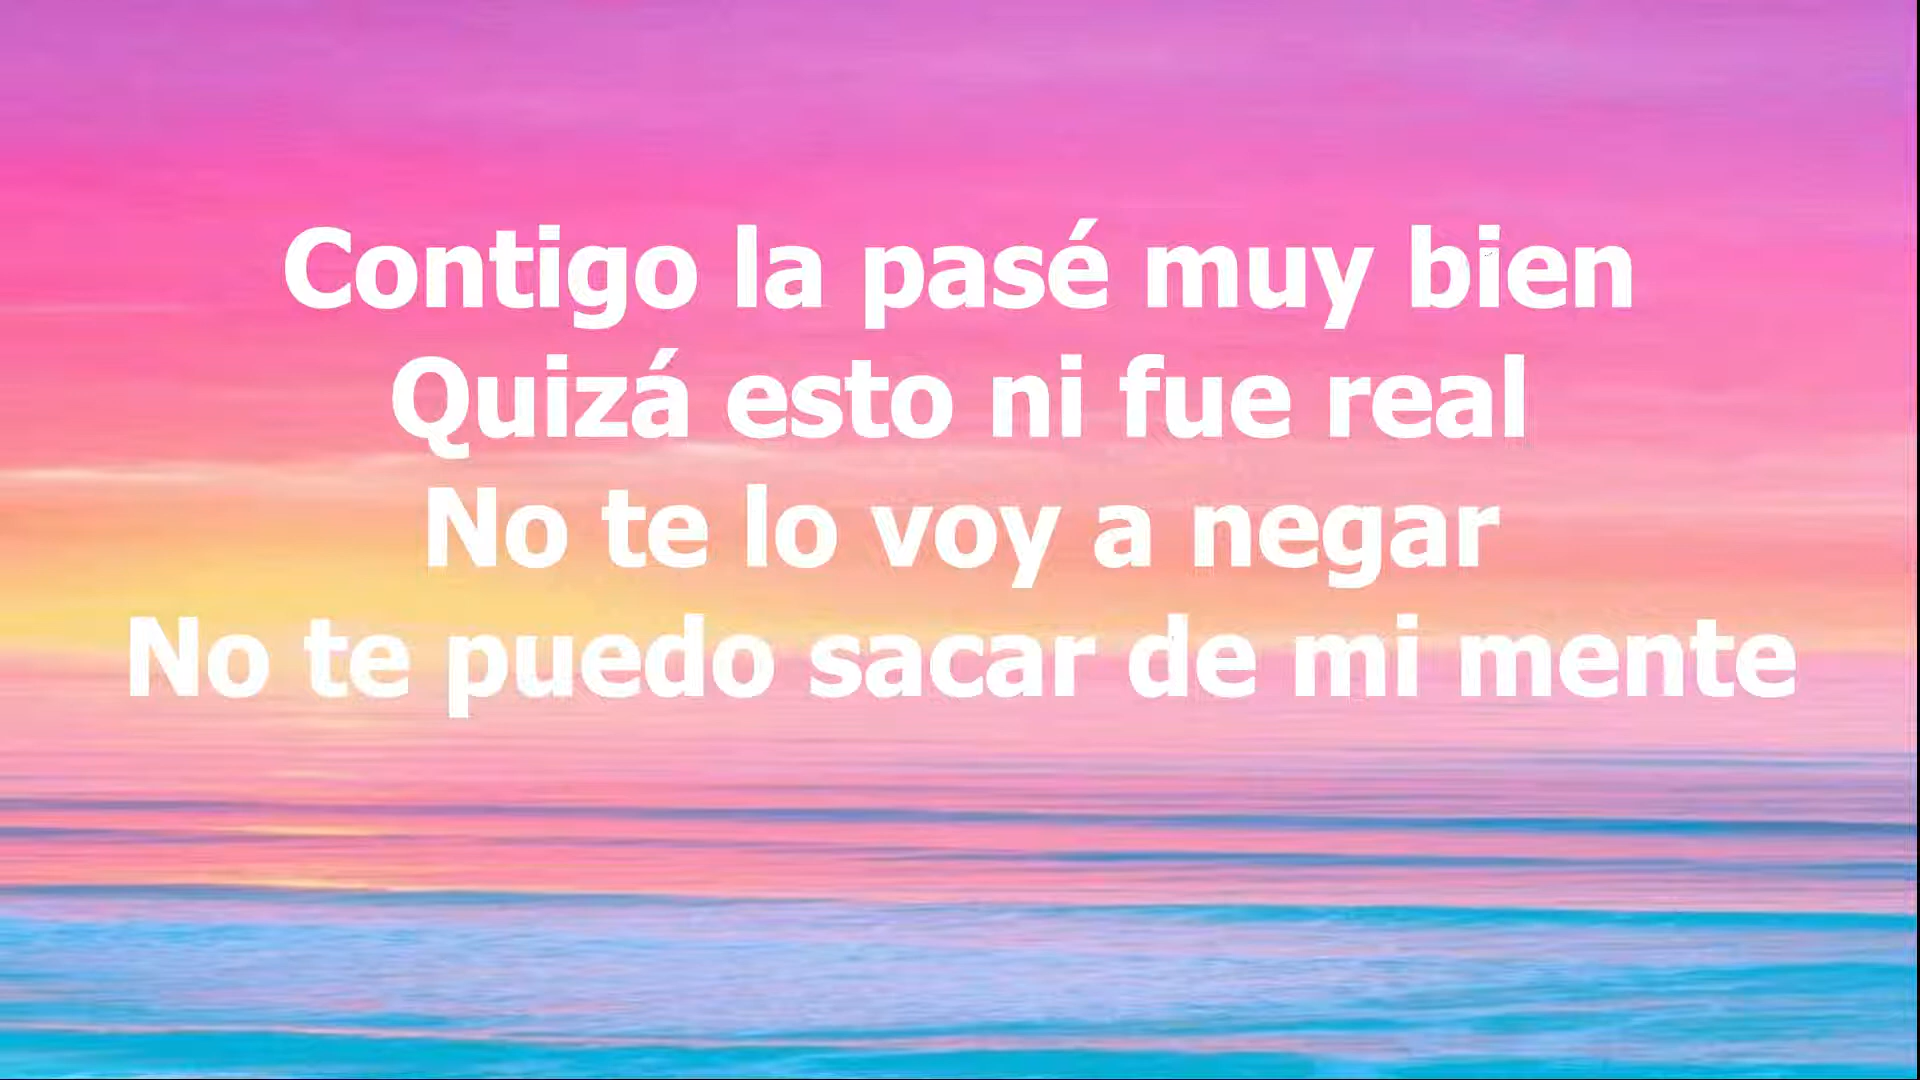 Contigo la pasé muy bien
Quizá esto ni fue real
No te lo voy a negar
No te puedo sacar de mi mente